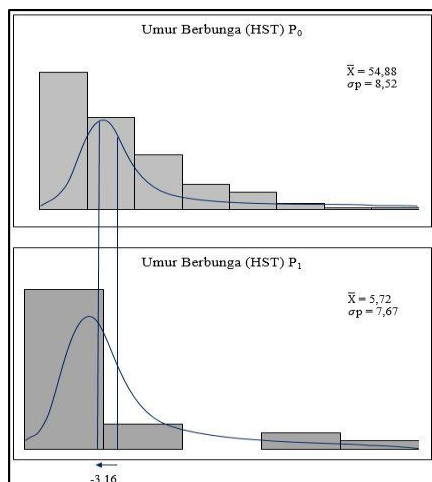 Umur Berbunga (HST) P₀
X̅ = 54,88
σp = 8,52
Umur Berbunga (HST) P₁
X̅ = 5,72
σp = 7,67
-3,16